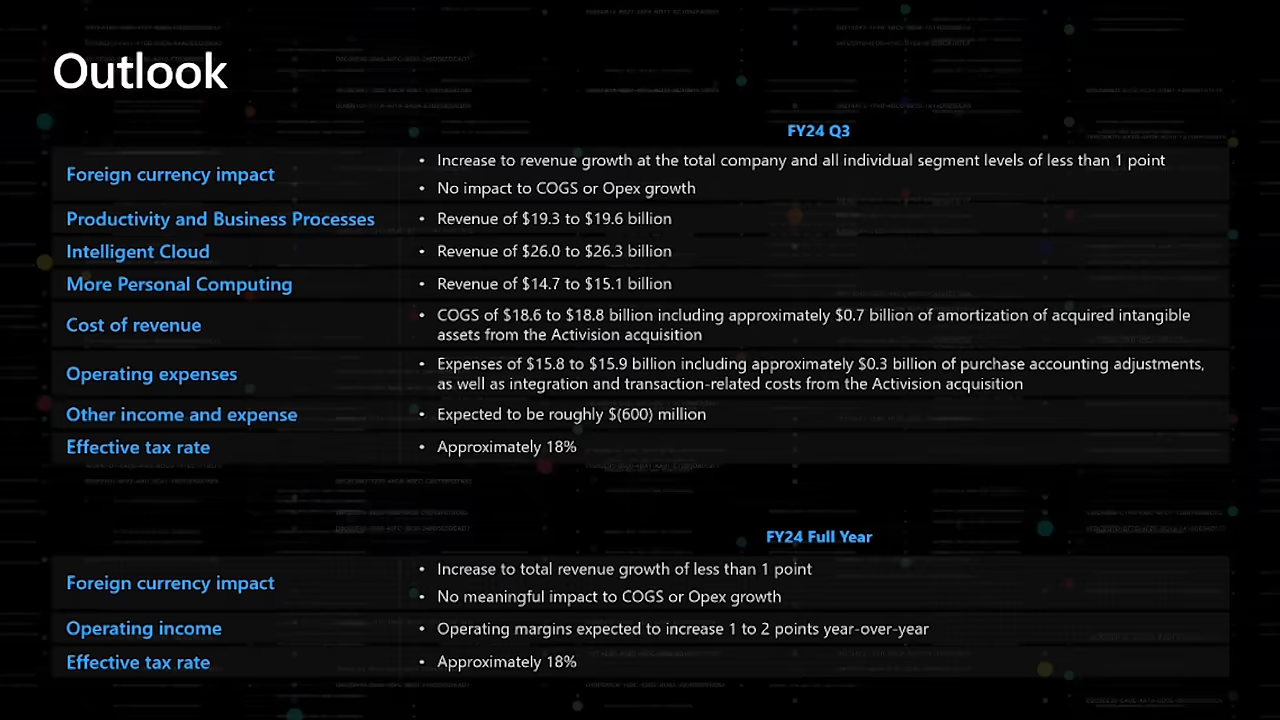 Outlook
FY24 Q3
Foreign currency impact
• Increase to revenue growth at the total company and all individual segment levels of less than 1 point
• No impact to COGS or Opex growth
Productivity and Business Processes
• Revenue of $19.3 to $19.6 billion
Intelligent Cloud
• Revenue of $26.0 to $26.3 billion
More Personal Computing
• Revenue of $14.7 to $15.1 billion
Cost of revenue
• COGS of $18.6 to $18.8 billion including approximately $0.7 billion of amortization of acquired intangible
assets from the Activision acquisition
Operating expenses
• Expenses of $15.8 to $15.9 billion including approximately $0.3 billion of purchase accounting adjustments,
as well as integration and transaction-related costs from the Activision acquisition
Other income and expense
• Expected to be roughly $(600) million
Effective tax rate
• Approximately 18%
FY24 Full Year
Foreign currency impact
• Increase to total revenue growth of less than 1 point
• No meaningful impact to COGS or Opex growth
Operating income
• Operating margins expected to increase 1 to 2 points year-over-year
Effective tax rate
• Approximately 18%